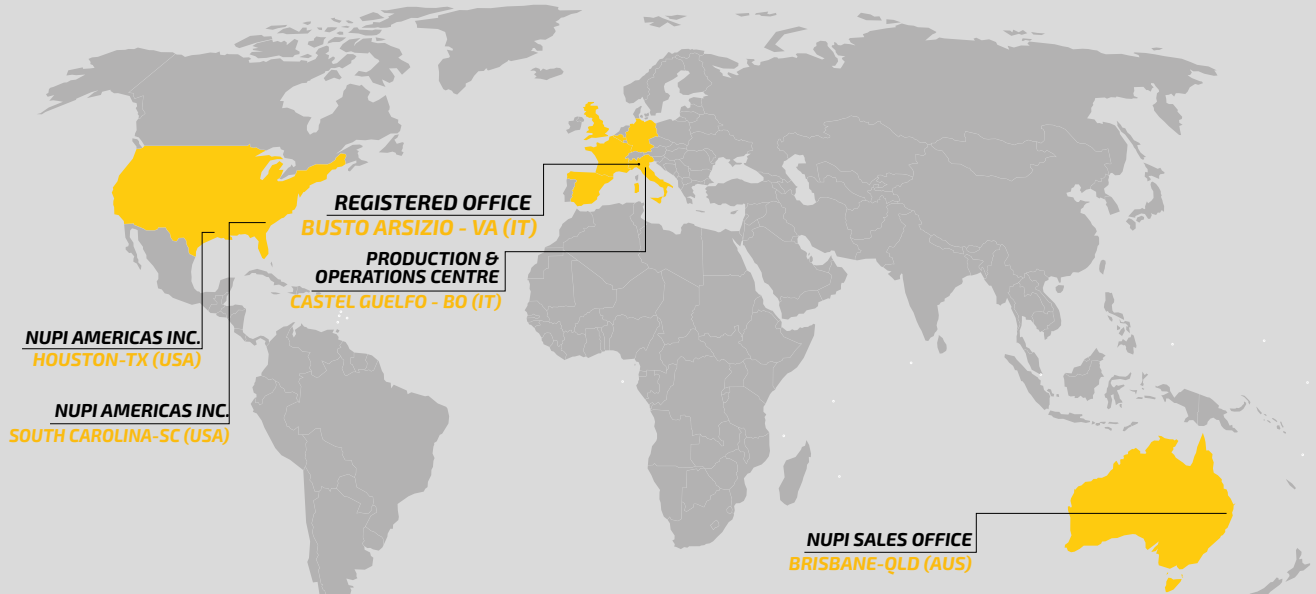 REGISTERED OFFICE
BUSTO ARSIZIO - VA (IT)
PRODUCTION &
OPERATIONS CENTRE
CASTEL GUELFO - BO (IT)
NUPI AMERICAS INC.
HOUSTON-TX (USA)
NUPI AMERICAS INC.
SOUTH CAROLINA-SC (USA)
NUPI SALES OFFICE
BRISBANE-QLD (AUS)